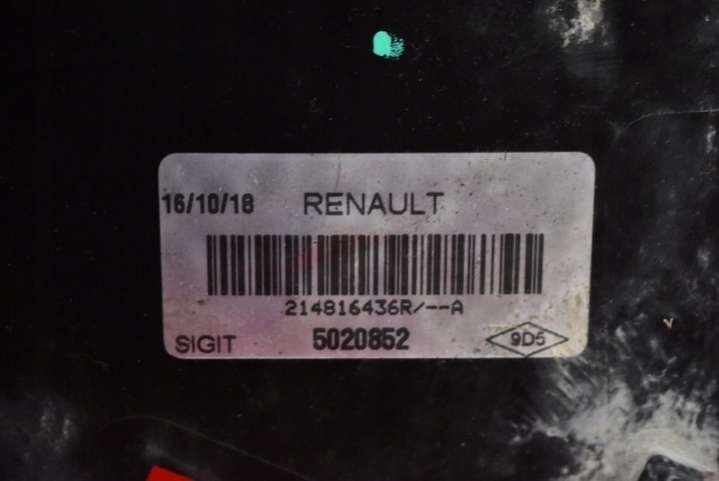 16/10/18 RENAULT
214816436R/--A
SIGIT 5020852 9D5